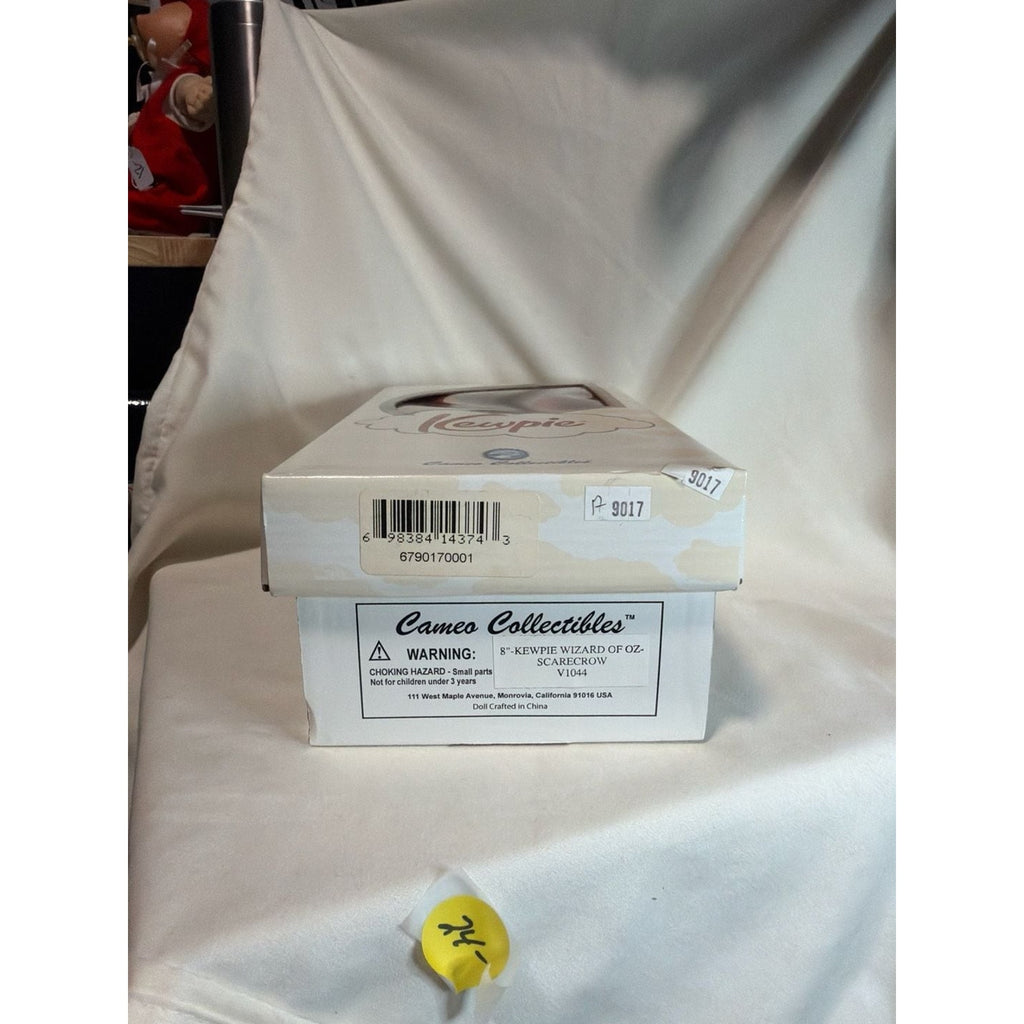 Kewpie
Cameo Collectibles
9017
17 9017
6 98384 14374 3
6790170001
Cameo Collectibles™
WARNING:
CHOKING HAZARD - Small parts
Not for children under 3 years
8"-KEWPIE WIZARD OF OZ-
SCARECROW
V1044
111 West Maple Avenue, Monrovia, California 91016 USA
Doll Crafted in China
24-